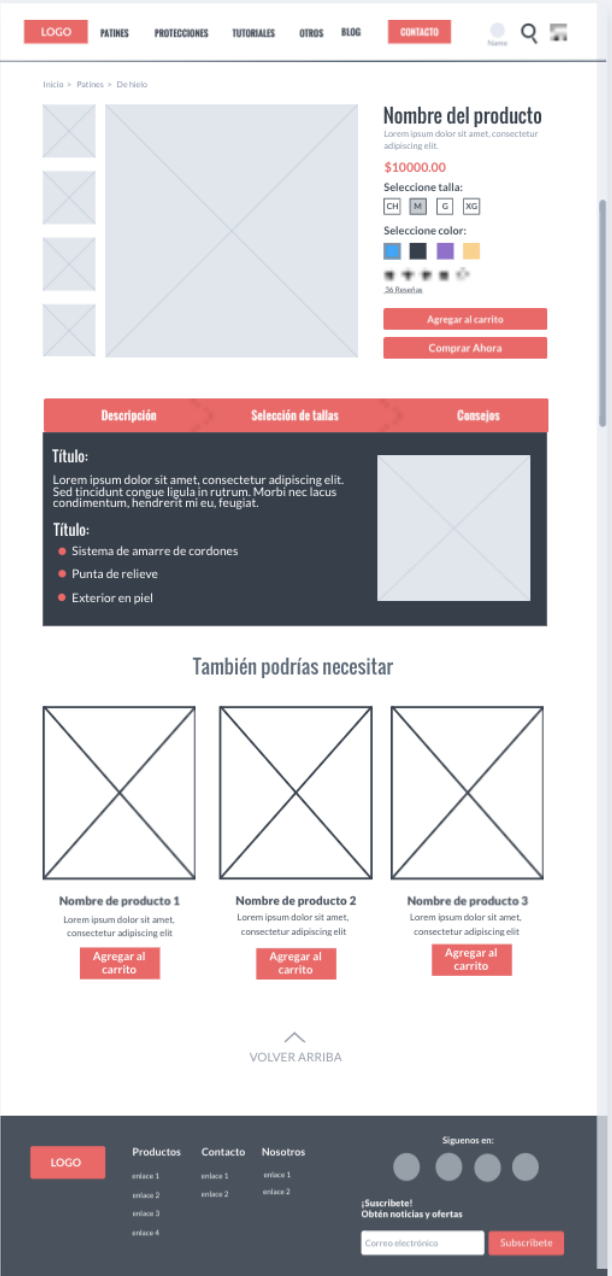 LOGO
PATINES
PROTECCIONES
TUTORIALES
OTROS
BLOG
CONTACTO
Name
Inicio > Patines > De hielo
Nombre del producto
Lorem ipsum dolor sit amet, consectetur
adipiscing elit.
$10000.00
Seleccione talla:
CH M G XG
Seleccione color:
36 Reseñas
Agregar al carrito
Comprar Ahora
Descripción
Selección de tallas
Consejos
Título:
Lorem ipsum dolor sit amet, consectetur adipiscing elit.
Sed tincidunt congue ligula in rutrum. Morbi nec lacus
condimentum, hendrerit mi eu, feugiat.
Título:
Sistema de amarre de cordones
Punta de relieve
Exterior en piel
También podrías necesitar
Nombre de producto 1
Lorem ipsum dolor sit amet,
consectetur adipiscing elit
Agregar al
carrito
Nombre de producto 2
Lorem ipsum dolor sit amet,
consectetur adipiscing elit
Agregar al
carrito
Nombre de producto 3
Lorem ipsum dolor sit amet,
consectetur adipiscing elit
Agregar al
carrito
VOLVER ARRIBA
LOGO
Productos
enlace 1
enlace 2
enlace 3
enlace 4
Contacto
enlace 1
enlace 2
Nosotros
enlace 1
enlace 2
Siguenos en:
¡Suscribete!
Obtén noticias y ofertas
Correo electrónico
Subscribete